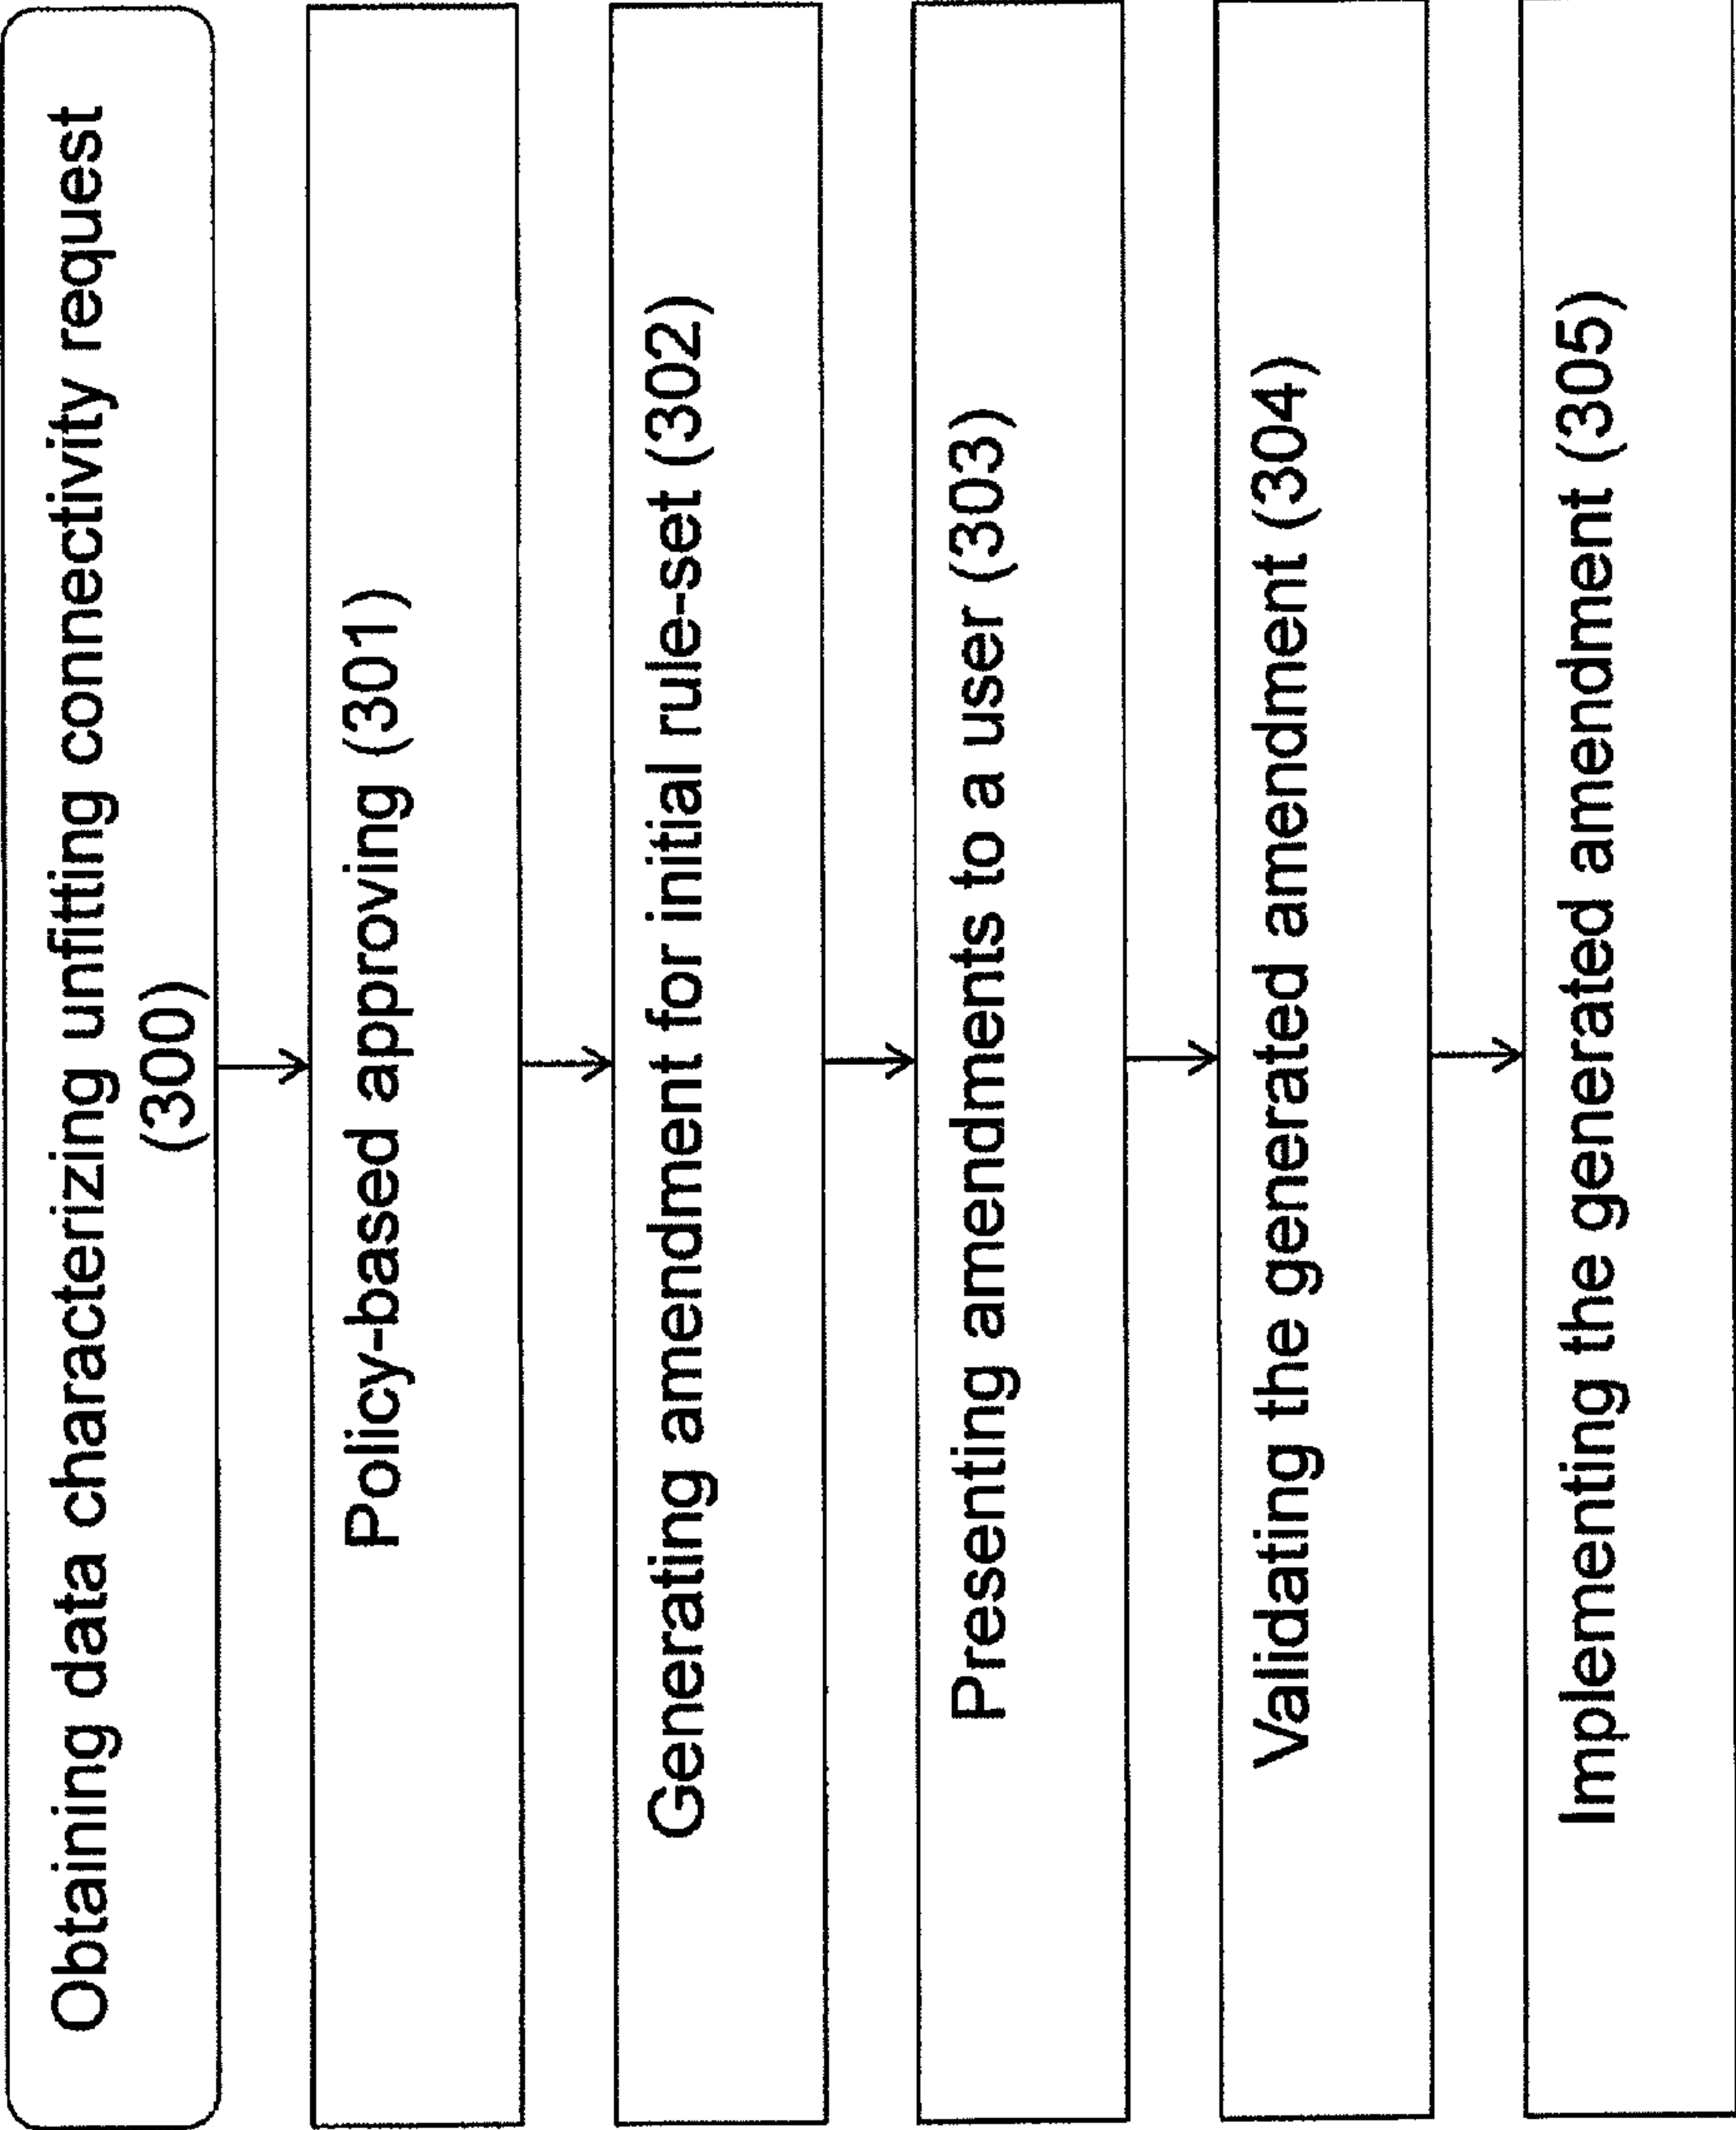 Obtaining data characterizing unfitting connectivity request
(300)
Policy-based approving (301)
Generating amendment for initial rule-set (302)
Presenting amendments to a user (303)
Validating the generated amendment (304)
Implementing the generated amendment (305)